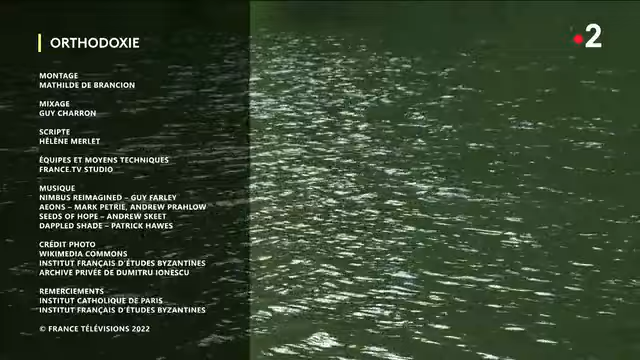 ORTHODOXIE
2
MONTAGE
MATHILDE DE BRANCION
MIXAGE
GUY CHARRON
SCRIPTE
HÉLÈNE MERLET
ÉQUIPES ET MOYENS TECHNIQUES
FRANCE.TV STUDIO
MUSIQUE
NIMBUS REIMAGINED – GUY FARLEY
AEONS – MARK PETRIE, ANDREW PRAHLOW
SEEDS OF HOPE – ANDREW SKEET
DAPPLED SHADE – PATRICK HAWES
CRÉDIT PHOTO
WIKIMEDIA COMMONS
INSTITUT FRANÇAIS D'ÉTUDES BYZANTINES
ARCHIVE PRIVÉE DE DUMITRU IONESCU
REMERCIEMENTS
INSTITUT CATHOLIQUE DE PARIS
INSTITUT FRANÇAIS D'ÉTUDES BYZANTINES
© FRANCE TÉLÉVISIONS 2022